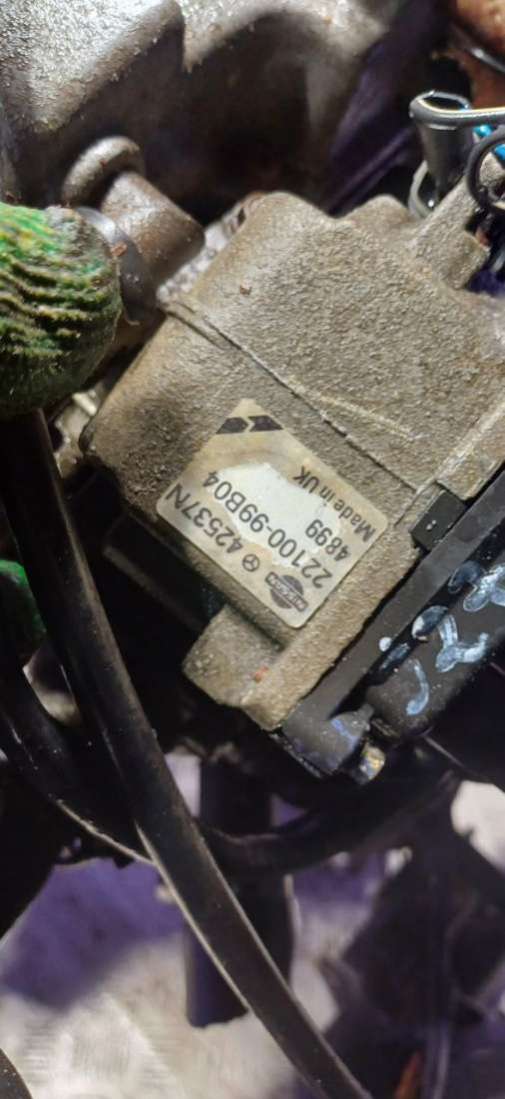 NISSAN
22100-99B04
42537N
4899
Made in UK